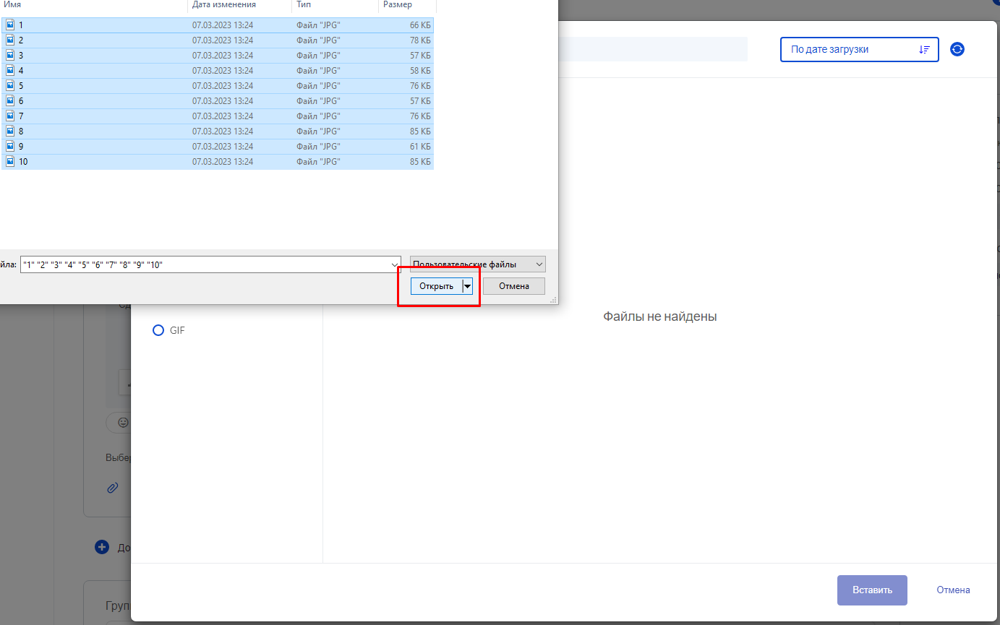 Имя Дата изменения Тип Размер
1 07.03.2023 13:24 Файл "JPG" 66 КБ
2 07.03.2023 13:24 Файл "JPG" 78 КБ
3 07.03.2023 13:24 Файл "JPG" 57 КБ
4 07.03.2023 13:24 Файл "JPG" 58 КБ
5 07.03.2023 13:24 Файл "JPG" 76 КБ
6 07.03.2023 13:24 Файл "JPG" 57 КБ
7 07.03.2023 13:24 Файл "JPG" 76 КБ
8 07.03.2023 13:24 Файл "JPG" 85 КБ
9 07.03.2023 13:24 Файл "JPG" 61 КБ
10 07.03.2023 13:24 Файл "JPG" 85 КБ
йла: "1" "2" "3" "4" "5" "6" "7" "8" "9" "10" Пользовательские файлы
Открыть Отмена
По дате загрузки
Файлы не найдены
GIF
Выбер
До
Груп
Вставить Отмена